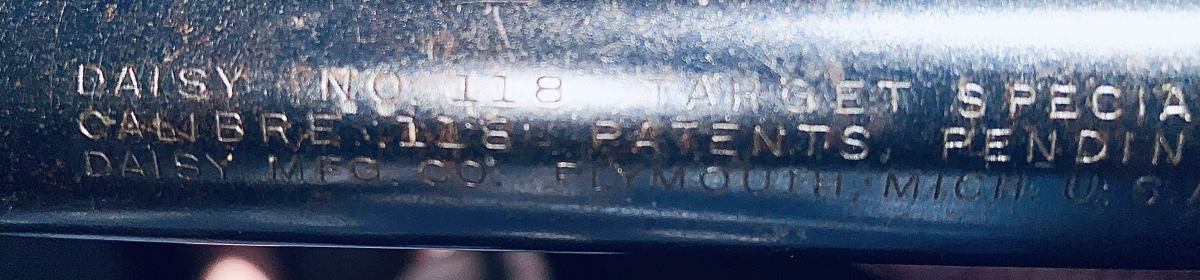 DAISY NO 118 TARGET SPECIA
CALIBRE .118 PATENTS PENDIN
DAISY MFG. CO. PLYMOUTH, MICH. U. S. A